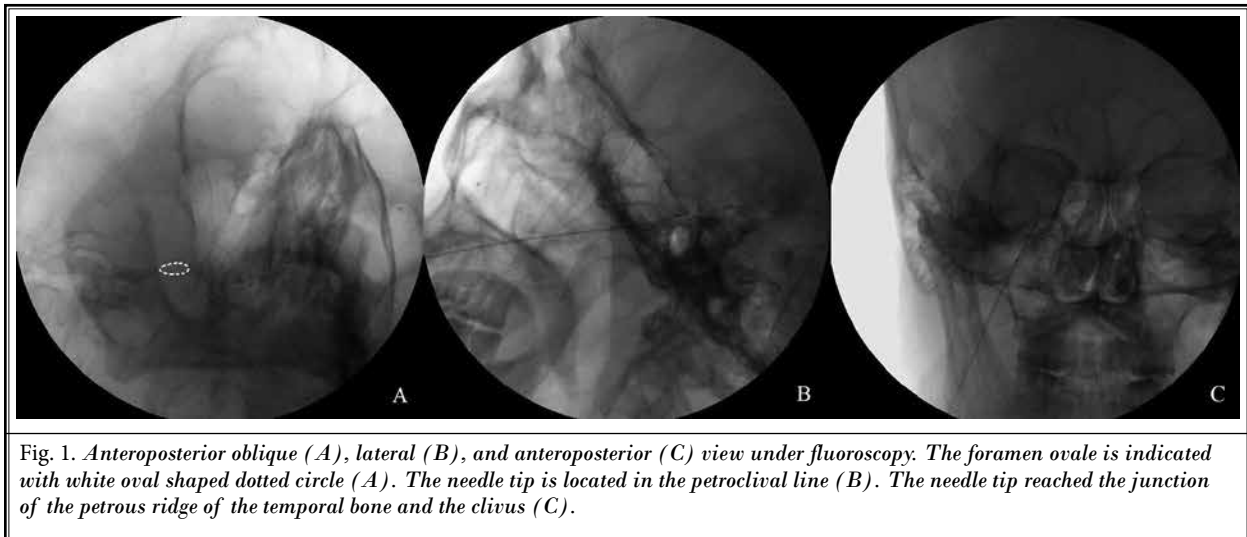 A
B
C
Fig. 1. Anteroposterior oblique (A), lateral (B), and anteroposterior (C) view under fluoroscopy. The foramen ovale is indicated
with white oval shaped dotted circle (A). The needle tip is located in the petroclival line (B). The needle tip reached the junction
of the petrous ridge of the temporal bone and the clivus (C).